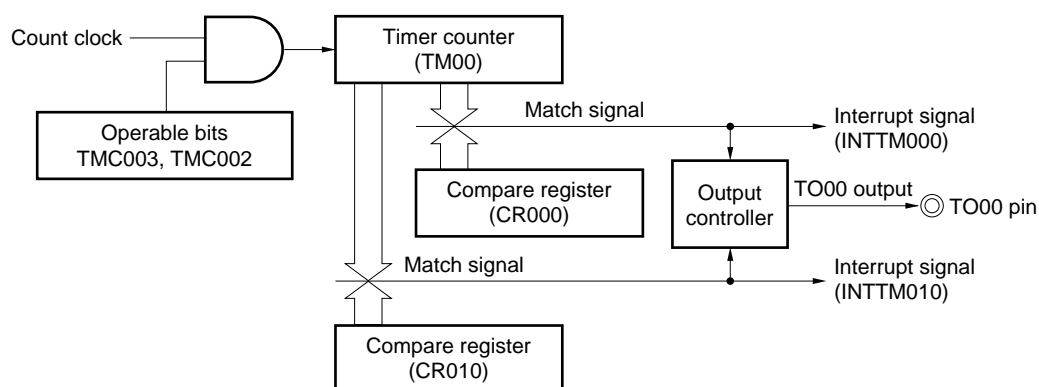 Count clock
Timer counter
(TM00)
Operable bits
TMC003, TMC002
Match signal
Interrupt signal
(INTTM000)
Compare register
(CR000)
Output
controller
TO00 output
TO00 pin
Match signal
Interrupt signal
(INTTM010)
Compare register
(CR010)